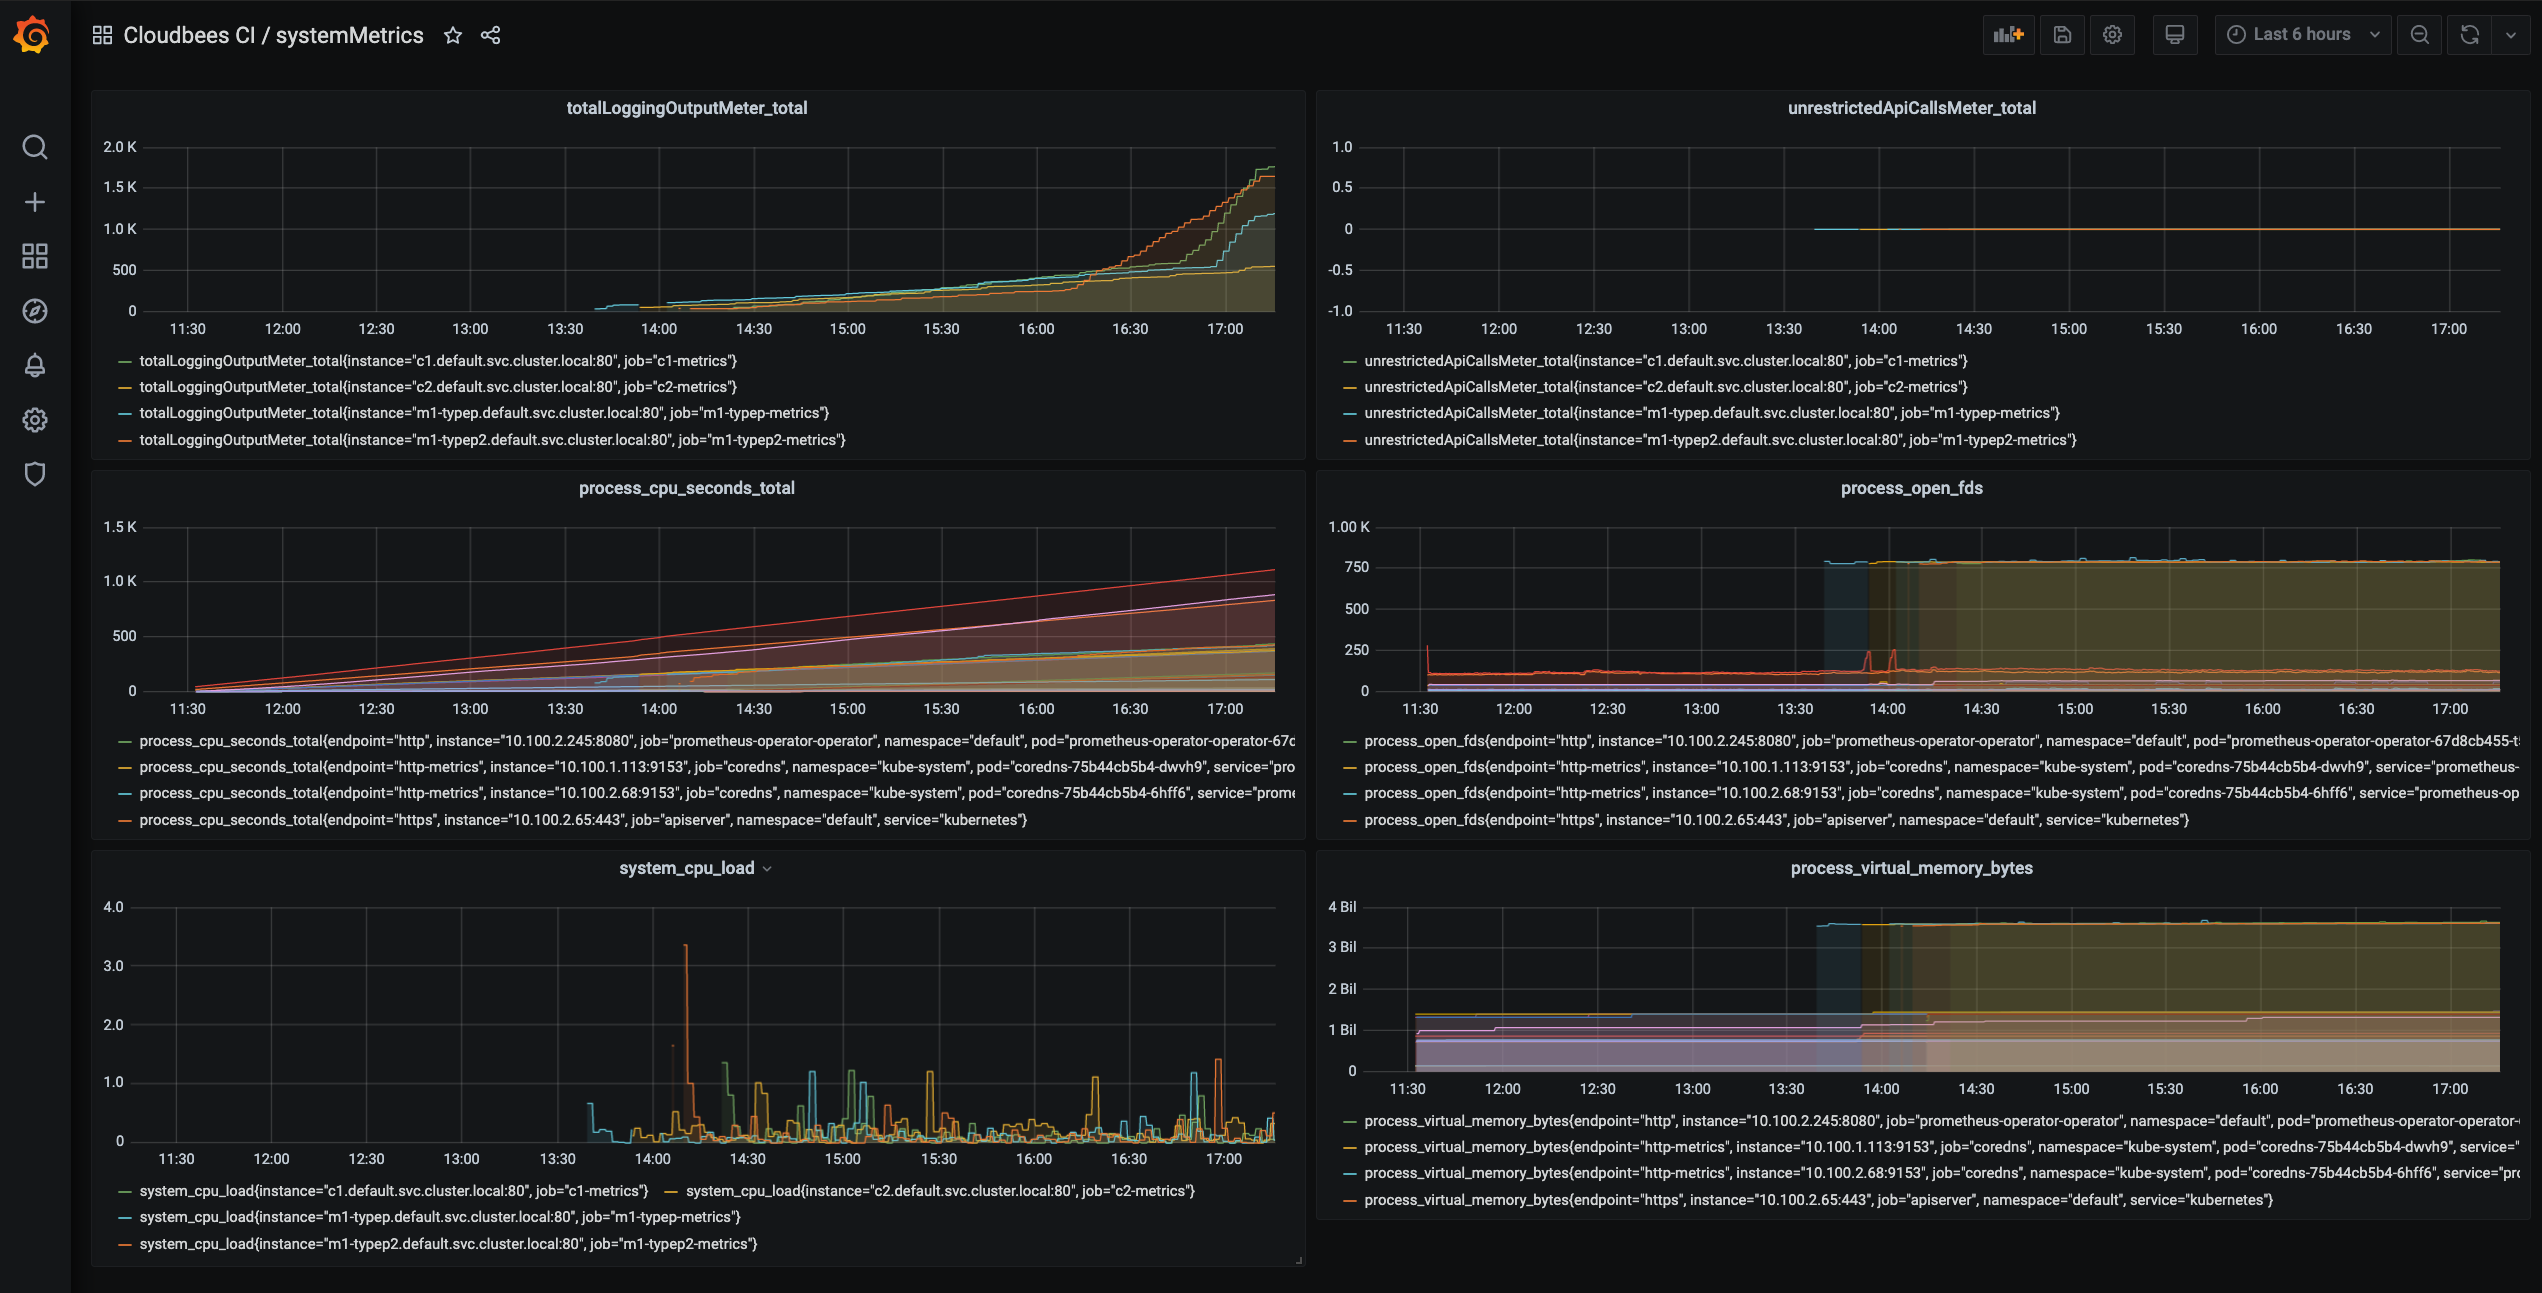 Cloudbees CI / systemMetrics
Last 6 hours
totalLoggingOutputMeter_total
2.0 K
1.5 K
1.0 K
500
0
11:30 12:00 12:30 13:00 13:30 14:00 14:30 15:00 15:30 16:00 16:30 17:00
totalLoggingOutputMeter_total{instance="c1.default.svc.cluster.local:80", job="c1-metrics"}
totalLoggingOutputMeter_total{instance="c2.default.svc.cluster.local:80", job="c2-metrics"}
totalLoggingOutputMeter_total{instance="m1-typep.default.svc.cluster.local:80", job="m1-typep-metrics"}
totalLoggingOutputMeter_total{instance="m1-typep2.default.svc.cluster.local:80", job="m1-typep2-metrics"}
unrestrictedApiCallsMeter_total
1.0
0.5
0
-0.5
-1.0
11:30 12:00 12:30 13:00 13:30 14:00 14:30 15:00 15:30 16:00 16:30 17:00
unrestrictedApiCallsMeter_total{instance="c1.default.svc.cluster.local:80", job="c1-metrics"}
unrestrictedApiCallsMeter_total{instance="c2.default.svc.cluster.local:80", job="c2-metrics"}
unrestrictedApiCallsMeter_total{instance="m1-typep.default.svc.cluster.local:80", job="m1-typep-metrics"}
unrestrictedApiCallsMeter_total{instance="m1-typep2.default.svc.cluster.local:80", job="m1-typep2-metrics"}
process_cpu_seconds_total
1.5 K
1.0 K
500
0
11:30 12:00 12:30 13:00 13:30 14:00 14:30 15:00 15:30 16:00 16:30 17:00
process_cpu_seconds_total{endpoint="http", instance="10.100.2.245:8080", job="prometheus-operator-operator", namespace="default", pod="prometheus-operator-operator-67d
process_cpu_seconds_total{endpoint="http-metrics", instance="10.100.1.113:9153", job="coredns", namespace="kube-system", pod="coredns-75b44cb5b4-dwvh9", service="pro
process_cpu_seconds_total{endpoint="http-metrics", instance="10.100.2.68:9153", job="coredns", namespace="kube-system", pod="coredns-75b44cb5b4-6hff6", service="prome
process_cpu_seconds_total{endpoint="https", instance="10.100.2.65:443", job="apiserver", namespace="default", service="kubernetes"}
process_open_fds
1.00 K
750
500
250
0
11:30 12:00 12:30 13:00 13:30 14:00 14:30 15:00 15:30 16:00 16:30 17:00
process_open_fds{endpoint="http", instance="10.100.2.245:8080", job="prometheus-operator-operator", namespace="default", pod="prometheus-operator-operator-67d8cb455-t
process_open_fds{endpoint="http-metrics", instance="10.100.1.113:9153", job="coredns", namespace="kube-system", pod="coredns-75b44cb5b4-dwvh9", service="prometheus-
process_open_fds{endpoint="http-metrics", instance="10.100.2.68:9153", job="coredns", namespace="kube-system", pod="coredns-75b44cb5b4-6hff6", service="prometheus-op
process_open_fds{endpoint="https", instance="10.100.2.65:443", job="apiserver", namespace="default", service="kubernetes"}
system_cpu_load
4.0
3.0
2.0
1.0
0
11:30 12:00 12:30 13:00 13:30 14:00 14:30 15:00 15:30 16:00 16:30 17:00
system_cpu_load{instance="c1.default.svc.cluster.local:80", job="c1-metrics"} system_cpu_load{instance="c2.default.svc.cluster.local:80", job="c2-metrics"}
system_cpu_load{instance="m1-typep.default.svc.cluster.local:80", job="m1-typep-metrics"}
system_cpu_load{instance="m1-typep2.default.svc.cluster.local:80", job="m1-typep2-metrics"}
process_virtual_memory_bytes
4 Bil
3 Bil
2 Bil
1 Bil
0
11:30 12:00 12:30 13:00 13:30 14:00 14:30 15:00 15:30 16:00 16:30 17:00
process_virtual_memory_bytes{endpoint="http", instance="10.100.2.245:8080", job="prometheus-operator-operator", namespace="default", pod="prometheus-operator-operator-
process_virtual_memory_bytes{endpoint="http-metrics", instance="10.100.1.113:9153", job="coredns", namespace="kube-system", pod="coredns-75b44cb5b4-dwvh9", service="
process_virtual_memory_bytes{endpoint="http-metrics", instance="10.100.2.68:9153", job="coredns", namespace="kube-system", pod="coredns-75b44cb5b4-6hff6", service="pr
process_virtual_memory_bytes{endpoint="https", instance="10.100.2.65:443", job="apiserver", namespace="default", service="kubernetes"}